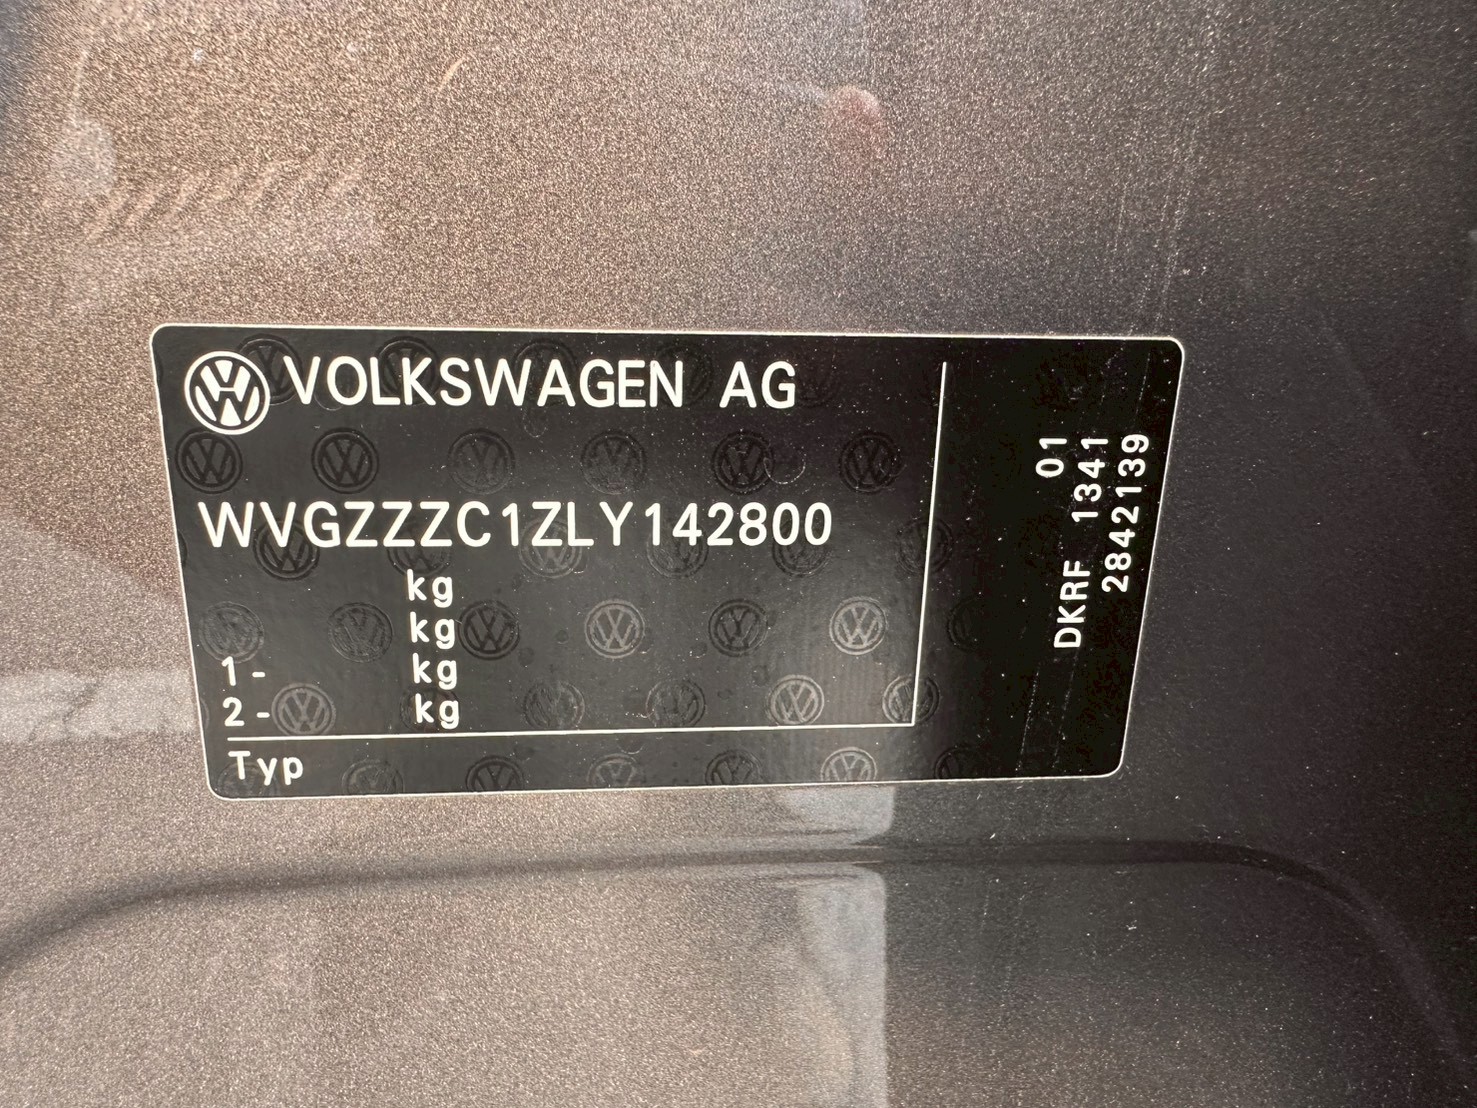 VOLKSWAGEN AG
WVGZZZC1ZLY142800
kg
kg
1- kg
2- kg
Typ
01
DKRF 1341
2842139